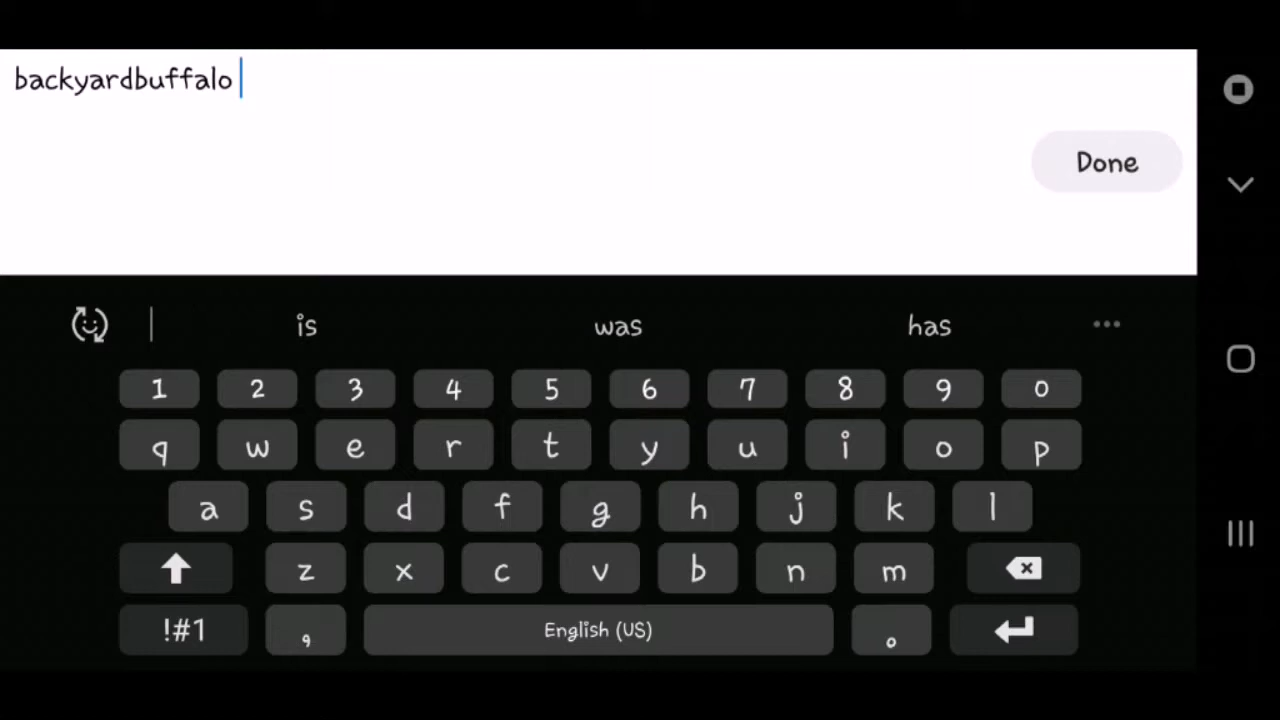 backyardbuffalo
Done
is was has
1 2 3 4 5 6 7 8 9 0
q w e r t y u i o p
a s d f g h j k l
z x c v b n m
!#1 , English (US) .